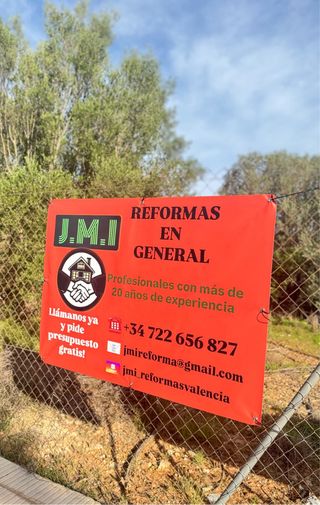 J.M.I
REFORMAS
EN
GENERAL
Profesionales con más de
20 años de experiencia
Llámanos ya
y pide
presupuesto
gratis!
+34 722 656 827
jmireforma@gmail.com
jmi_reformasvalencia